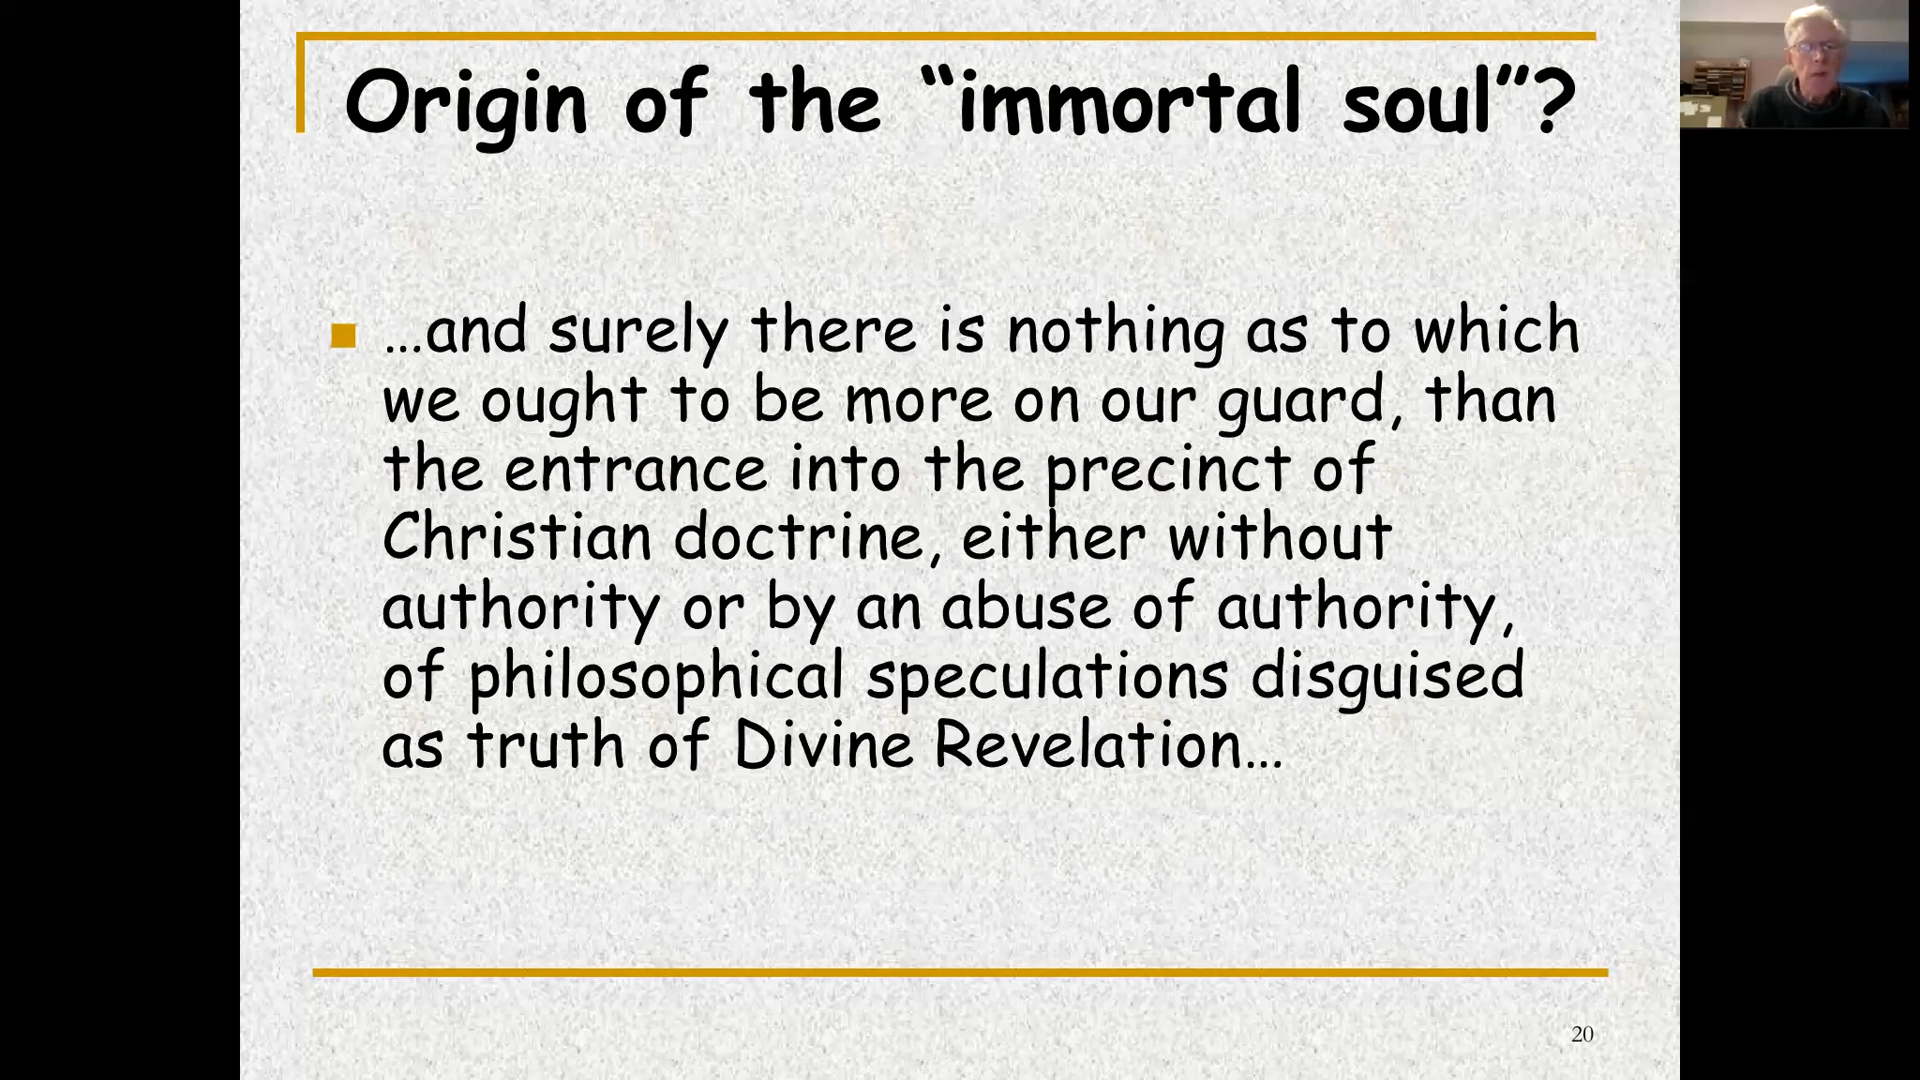 Origin of the “immortal soul”?
…and surely there is nothing as to which
we ought to be more on our guard, than
the entrance into the precinct of
Christian doctrine, either without
authority or by an abuse of authority,
of philosophical speculations disguised
as truth of Divine Revelation…
20